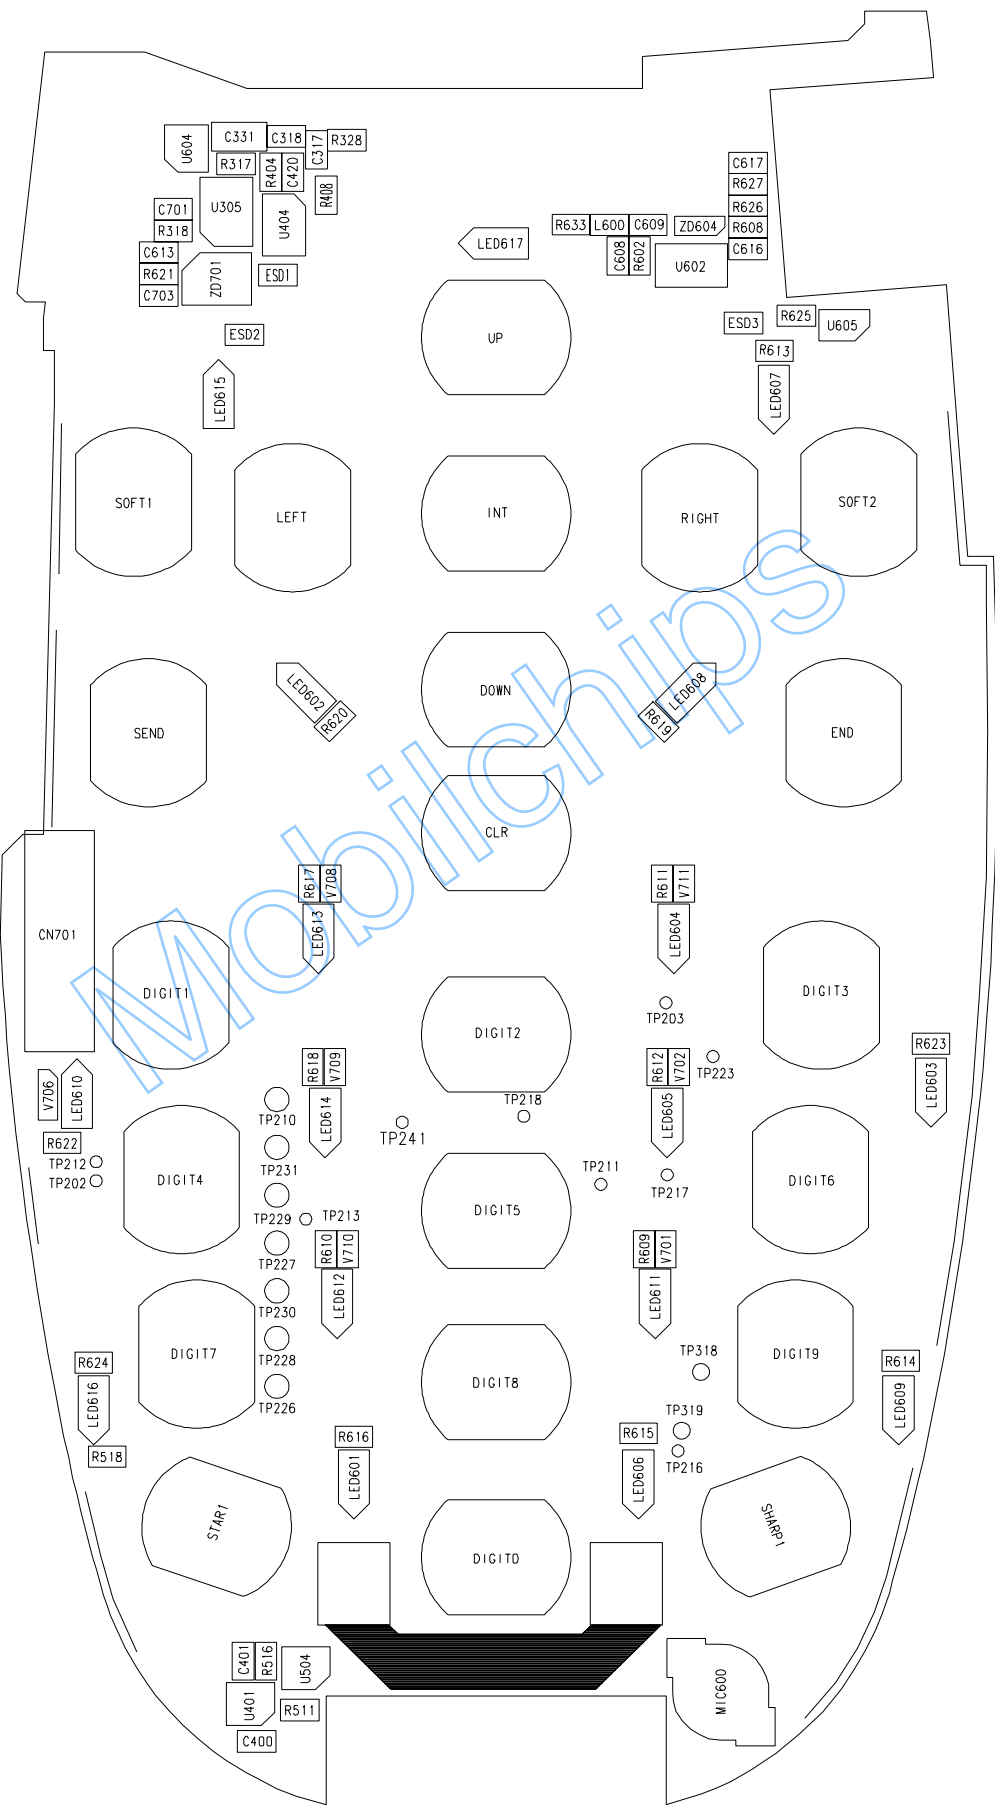 U604
C331
C318
C317
R328
R317
R404
C420
R408
C617
R627
C701
U305
U404
R626
R318
R633
L600
C609
ZD604
R608
LED617
C613
C608
R602
C616
R621
ZD701
ESD1
U602
C703
ESD2
UP
ESD3
R625
U605
R613
LED615
LED607
SOFT1
LEFT
INT
RIGHT
SOFT2
LED602
R620
DOWN
LED608
R619
SEND
END
CLR
Mobilchips
R617
V708
R611
V711
CN701
LED613
LED604
DIGIT1
DIGIT3
TP203
DIGIT2
R623
R618
V709
R612
V702
TP223
LED603
V706
LED610
TP210
LED614
TP241
TP218
LED605
R622
TP212
TP231
TP202
DIGIT4
TP211
TP217
DIGIT6
TP229
TP213
DIGIT5
R610
V710
R609
V701
TP227
LED612
LED611
TP230
DIGIT7
TP318
DIGIT9
R624
TP228
R614
DIGIT8
LED616
TP226
LED609
TP319
R616
R615
R518
TP216
LED601
LED606
STAR1
SHARP1
DIGIT0
C401
R516
U504
U401
R511
MIC600
C400